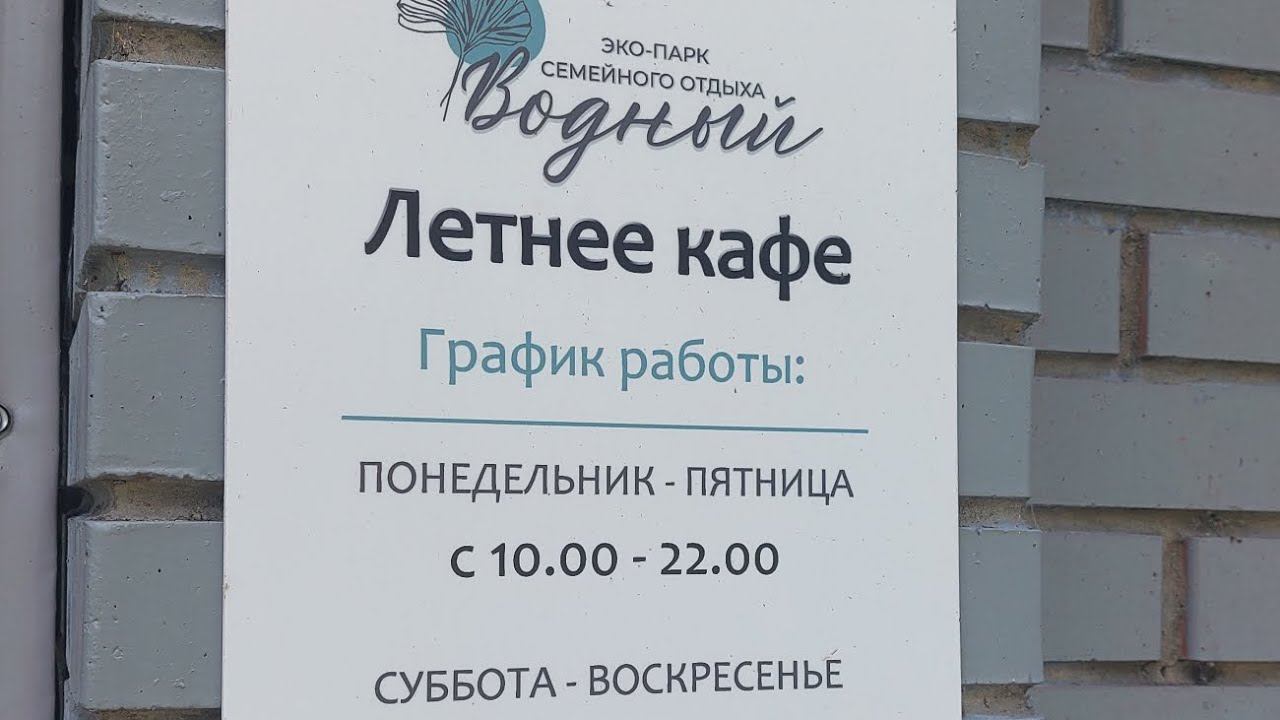 ЭКО-ПАРК
СЕМЕЙНОГО ОТДЫХА
Водный
Летнее кафе
График работы:
ПОНЕДЕЛЬНИК - ПЯТНИЦА
С 10.00 - 22.00
СУББОТА - ВОСКРЕСЕНЬЕ